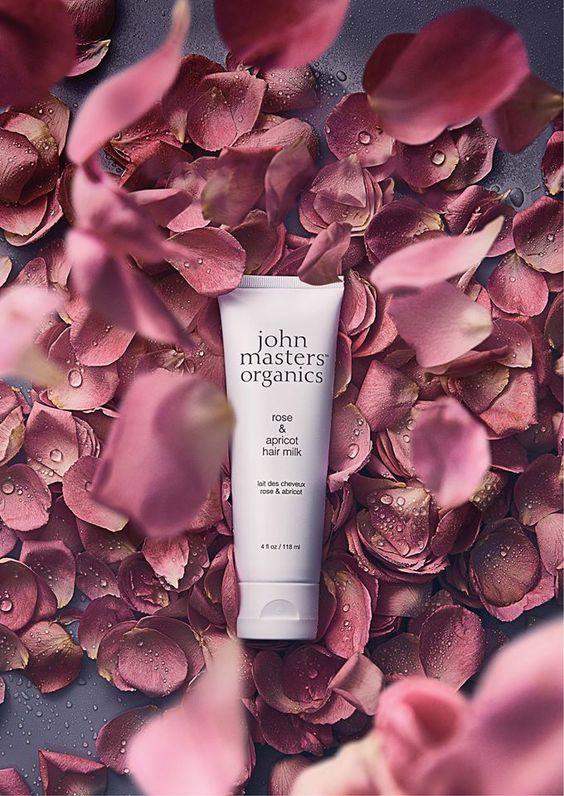 john
masters™
organics
rose
&
apricot
hair milk
lait des cheveux
rose & abricot
4 fl oz / 118 ml